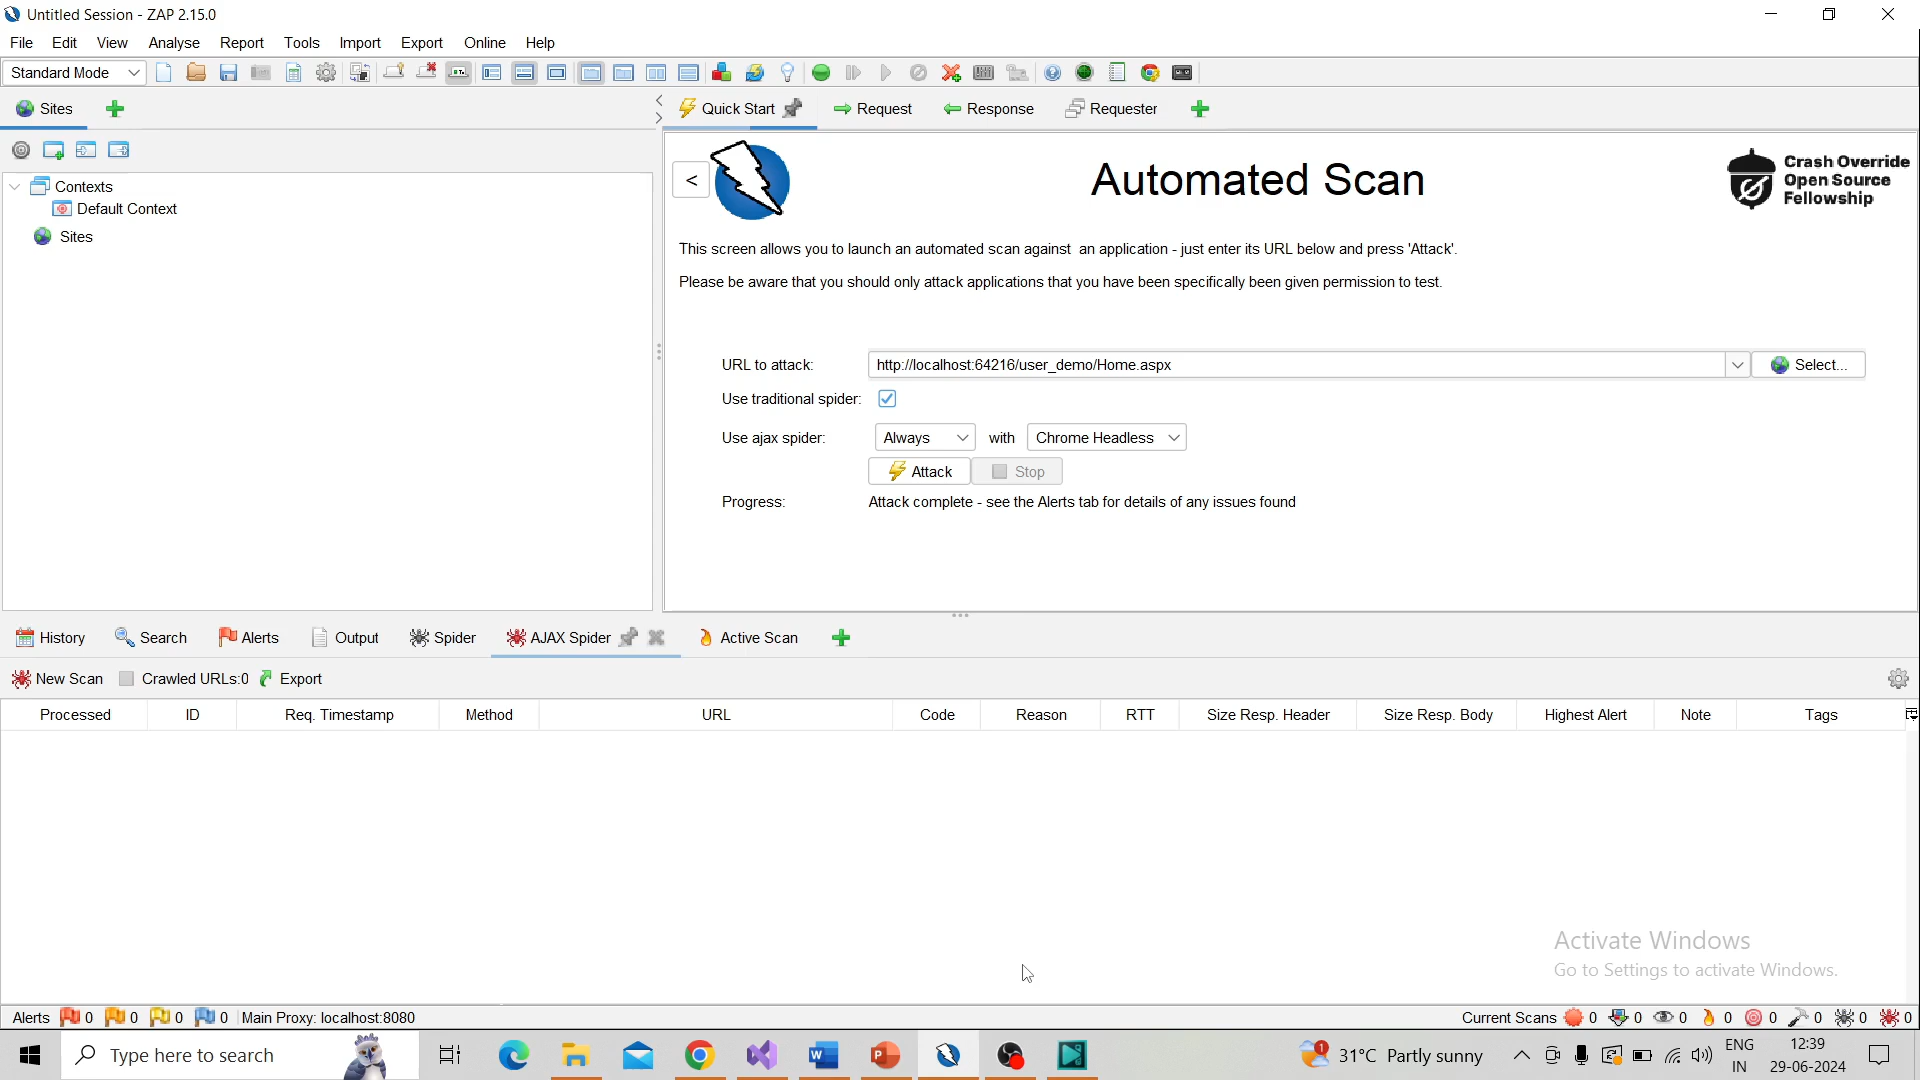 Untitled Session - ZAP 2.15.0
File Edit View Analyse Report Tools Import Export Online Help
Standard Mode
Sites
Quick Start Request Response Requester
Contexts
Default Context
Sites
<
Automated Scan
Crash Override
Open Source
Fellowship
This screen allows you to launch an automated scan against  an application - just enter its URL below and press 'Attack'.
Please be aware that you should only attack applications that you have been specifically been given permission to test.
URL to attack: http://localhost:64216/user_demo/Home.aspx Select...
Use traditional spider:
Use ajax spider: Always with Chrome Headless
Attack Stop
Progress: Attack complete - see the Alerts tab for details of any issues found
History Search Alerts Output Spider AJAX Spider Active Scan
New Scan Crawled URLs:0 Export
Processed ID Req. Timestamp Method URL Code Reason RTT Size Resp. Header Size Resp. Body Highest Alert Note Tags
Activate Windows
Go to Settings to activate Windows.
Alerts 0 0 0 0 Main Proxy: localhost:8080 Current Scans 0 0 0 0 0 0 0 0
Type here to search 1 31°C Partly sunny ENG 12:39
IN 29-06-2024